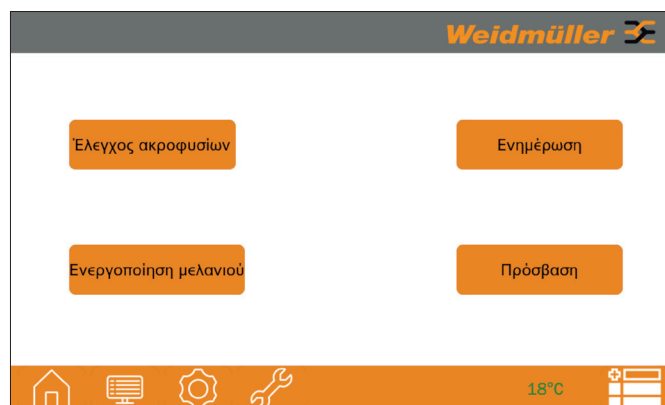 Weidmüller
Έλεγχος ακροφυσίων
Ενημέρωση
Ενεργοποίηση μελανιού
Πρόσβαση
18°C